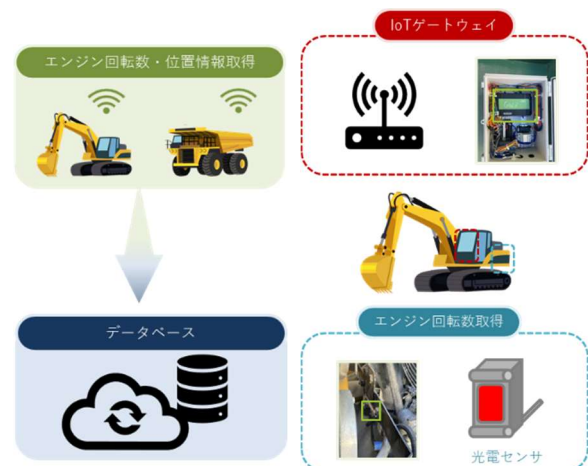 エンジン回転数・位置情報取得
IoTゲートウェイ
データベース
エンジン回転数取得
光電センサ